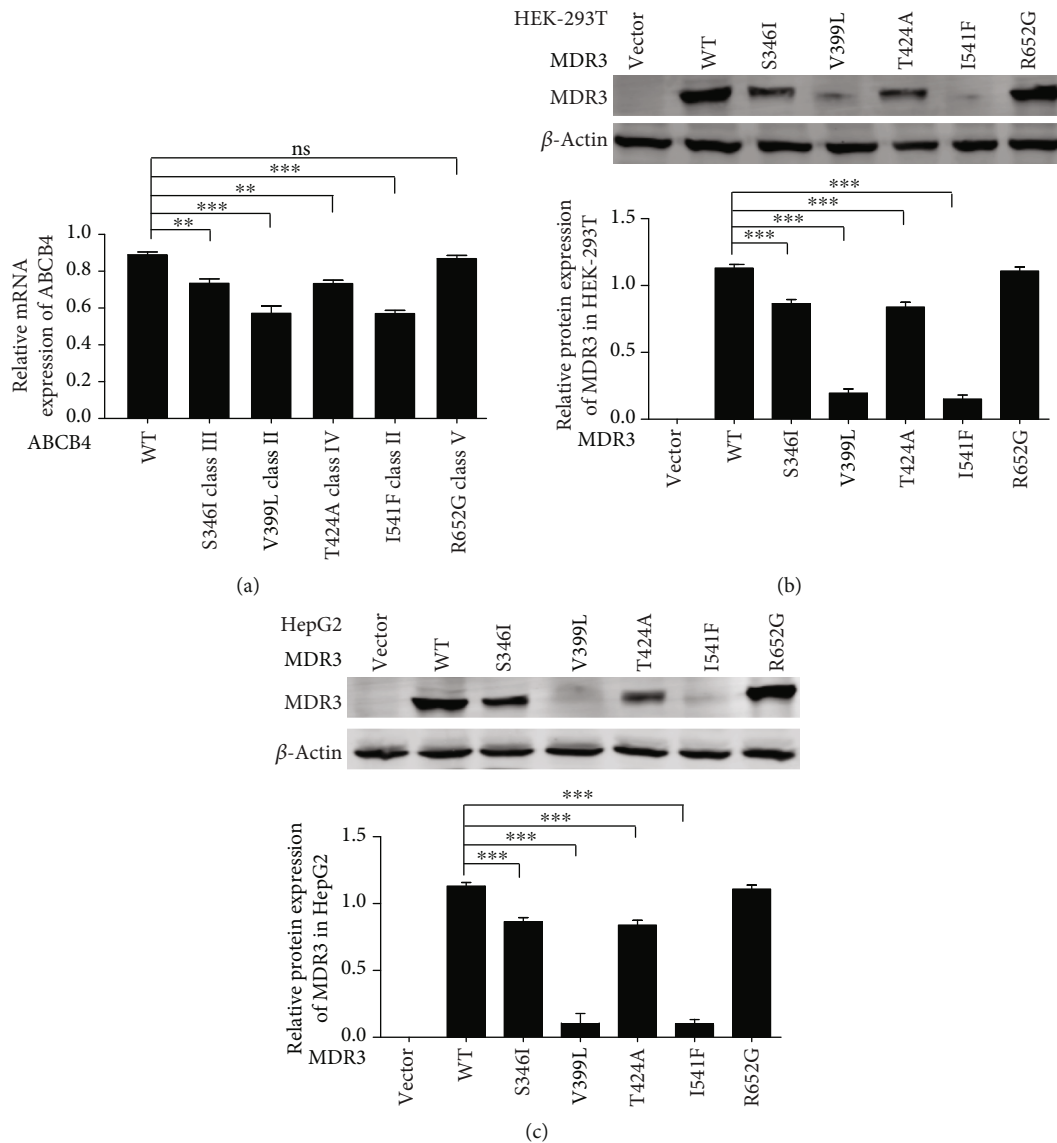 ns
***
**
***
**
1.0
0.8
0.6
0.4
0.2
0.0
Relative mRNA
expression of ABCB4
ABCB4
WT
S346I class III
V399L class II
T424A class IV
I541F class II
R652G class V
(a)
HEK-293T
MDR3
Vector
WT
S346I
V399L
T424A
I541F
R652G
MDR3
β-Actin
***
***
***
***
1.5
1.0
0.5
0.0
Relative protein expression
of MDR3 in HEK-293T
MDR3
Vector
WT
S346I
V399L
T424A
I541F
R652G
(b)
HepG2
MDR3
Vector
WT
S346I
V399L
T424A
I541F
R652G
MDR3
β-Actin
***
***
***
***
1.5
1.0
0.5
0.0
Relative protein expression
of MDR3 in HepG2
MDR3
Vector
WT
S346I
V399L
T424A
I541F
R652G
(c)